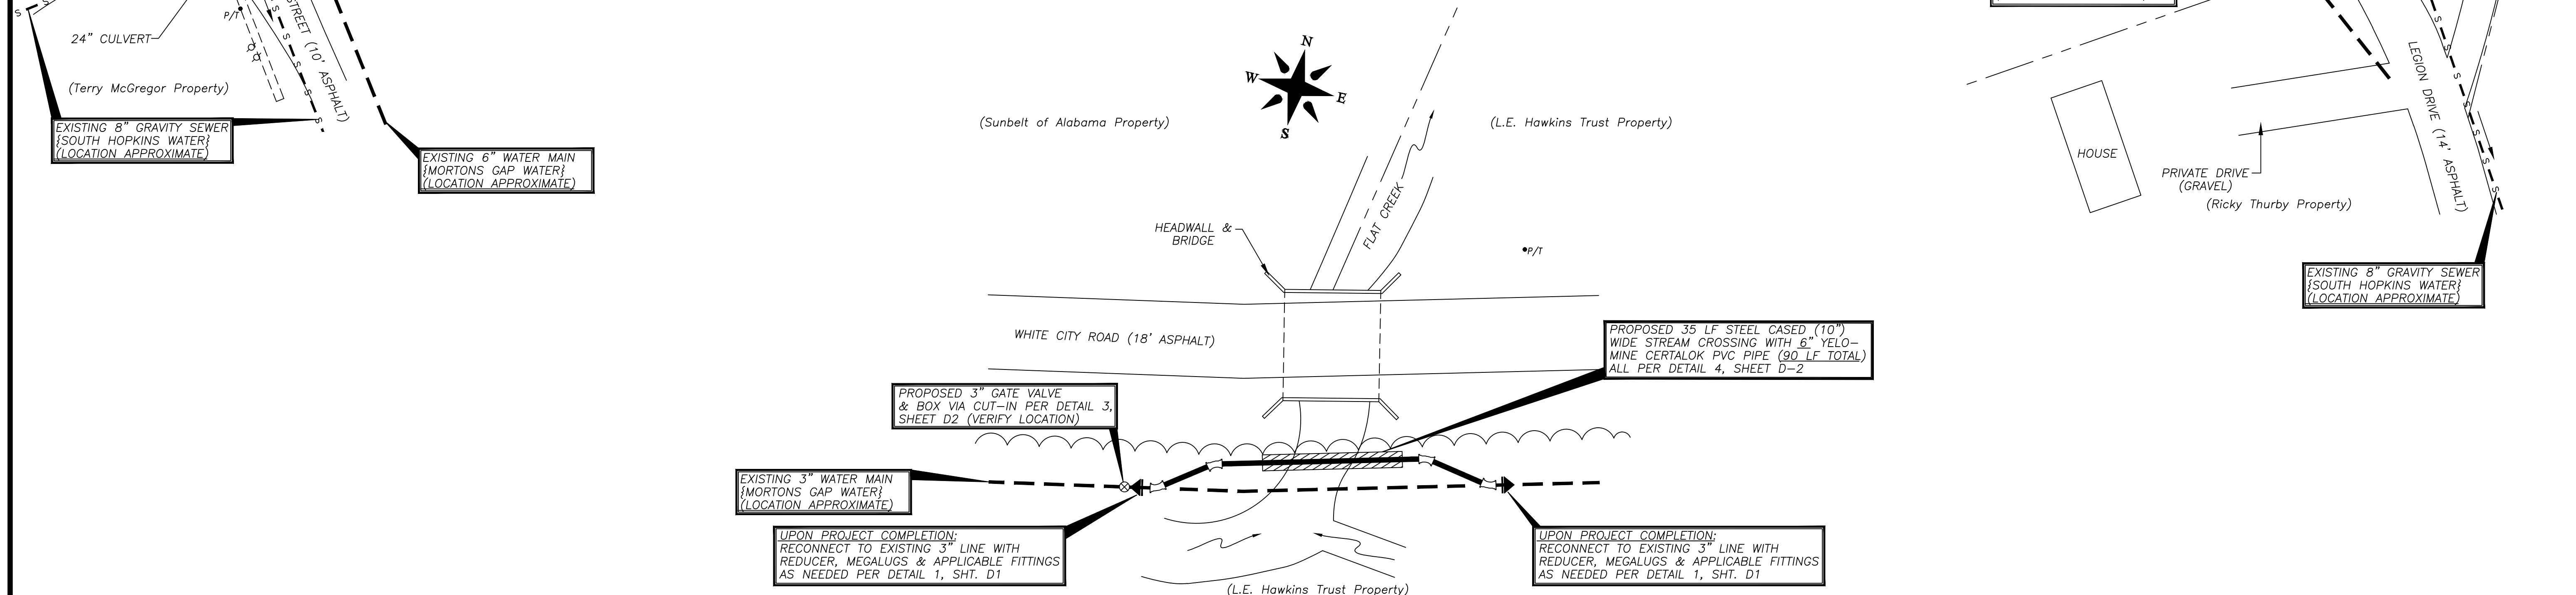 S
S
24" CULVERT
P/T
S
STREET (10' ASPHALT)
S
S
S
S
(Terry McGregor Property)
EXISTING 8" GRAVITY SEWER
{SOUTH HOPKINS WATER}
(LOCATION APPROXIMATE)
EXISTING 6" WATER MAIN
{MORTONS GAP WATER}
(LOCATION APPROXIMATE)
N
W
E
S
(Sunbelt of Alabama Property)
(L.E. Hawkins Trust Property)
FLAT CREEK
HEADWALL &
BRIDGE
P/T
WHITE CITY ROAD (18' ASPHALT)
PROPOSED 35 LF STEEL CASED (10")
WIDE STREAM CROSSING WITH 6" YELO-
MINE CERTALOK PVC PIPE (90 LF TOTAL)
ALL PER DETAIL 4, SHEET D-2
PROPOSED 3" GATE VALVE
& BOX VIA CUT-IN PER DETAIL 3,
SHEET D2 (VERIFY LOCATION)
EXISTING 3" WATER MAIN
{MORTONS GAP WATER}
(LOCATION APPROXIMATE)
UPON PROJECT COMPLETION:
RECONNECT TO EXISTING 3" LINE WITH
REDUCER, MEGALUGS & APPLICABLE FITTINGS
AS NEEDED PER DETAIL 1, SHT. D1
UPON PROJECT COMPLETION:
RECONNECT TO EXISTING 3" LINE WITH
REDUCER, MEGALUGS & APPLICABLE FITTINGS
AS NEEDED PER DETAIL 1, SHT. D1
(L.E. Hawkins Trust Property)
HOUSE
PRIVATE DRIVE
(GRAVEL)
(Ricky Thurby Property)
LEGION DRIVE (14' ASPHALT)
S
S
S
S
S
S
S
EXISTING 8" GRAVITY SEWER
{SOUTH HOPKINS WATER}
(LOCATION APPROXIMATE)